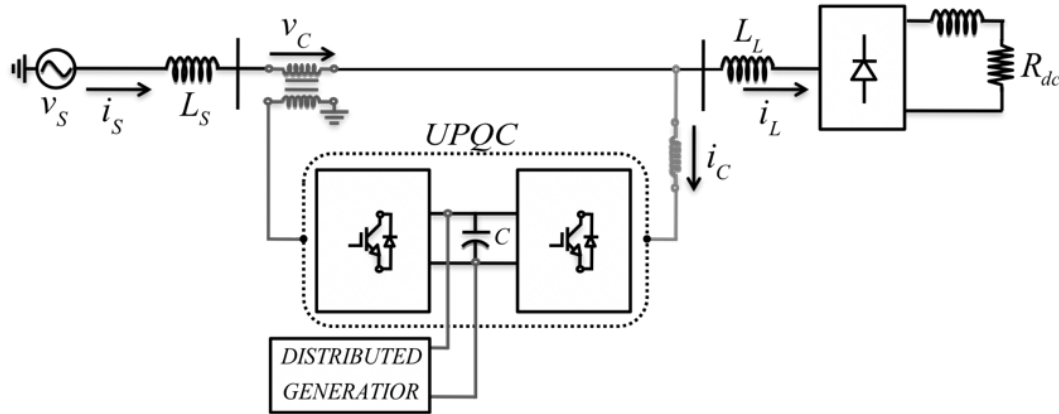 v_C
L_L
R_dc
v_S
i_S
L_S
i_L
UPQC
i_C
C
DISTRIBUTED
GENERATIOR